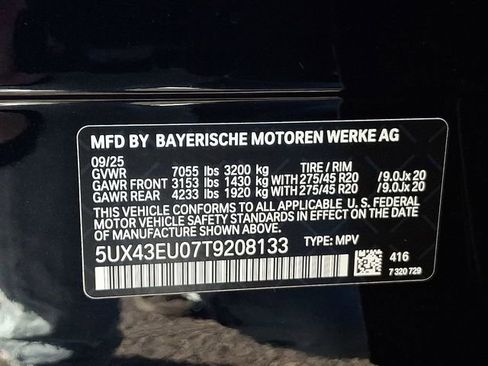 MFD BY BAYERISCHE MOTOREN WERKE AG
09/25
GVWR 7055 lbs 3200 kg TIRE / RIM
GAWR FRONT 3153 lbs 1430 kg WITH 275/45 R20 /9.0Jx 20
GAWR REAR 4233 lbs 1920 kg WITH 275/45 R20 /9.0Jx 20
THIS VEHICLE CONFORMS TO ALL APPLICABLE U. S. FEDERAL
MOTOR VEHICLE SAFETY STANDARDS IN EFFECT ON THE DATE OF
MANUFACTURE SHOWN ABOVE.
5UX43EU07T9208133 TYPE: MPV 416
7 320 729